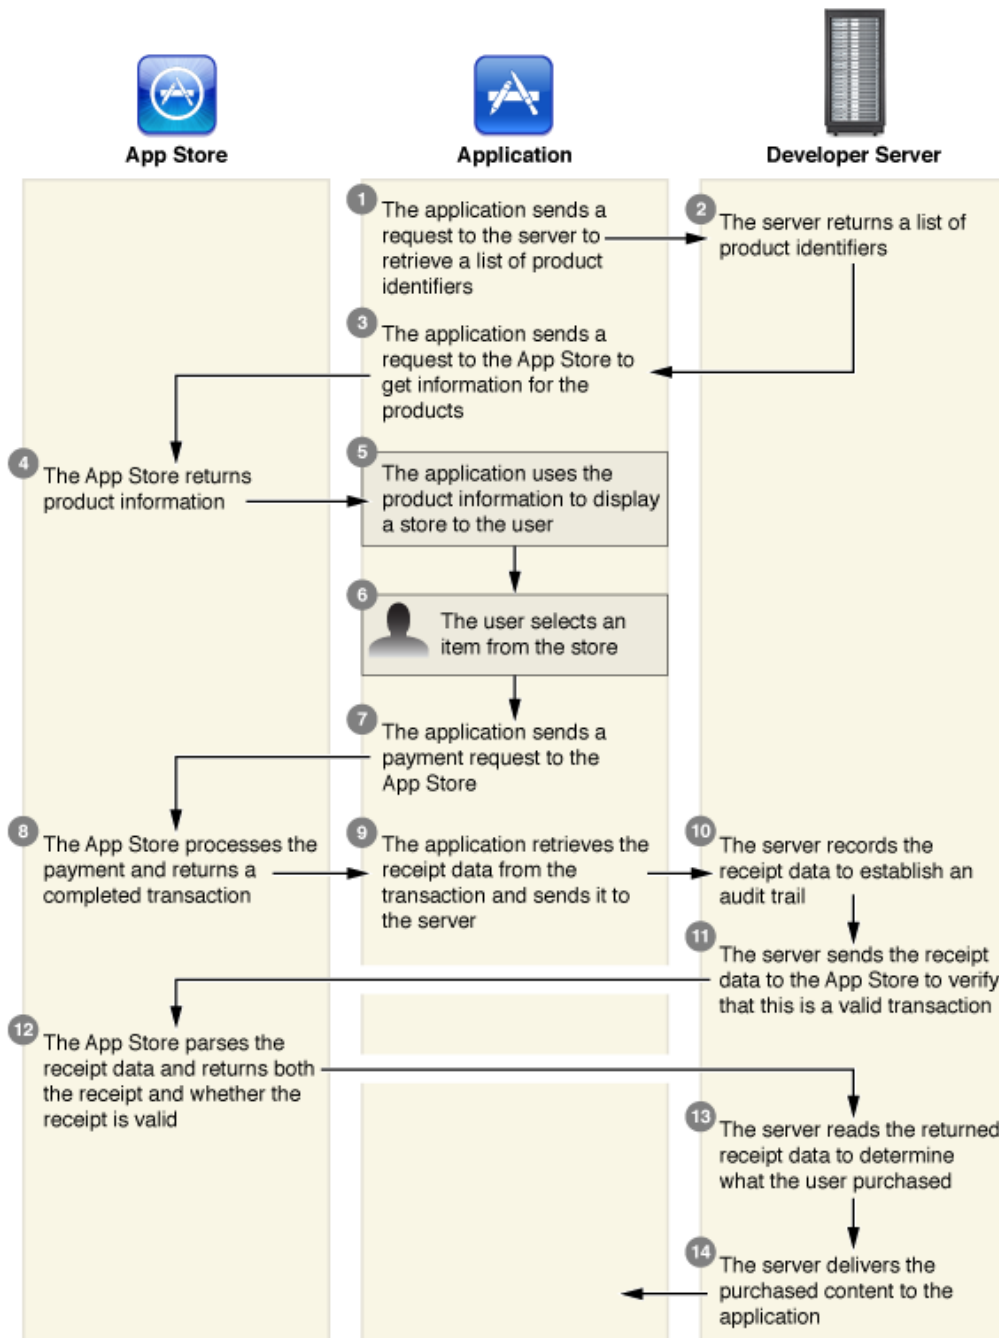 App Store
Application
Developer Server
1
The application sends a
request to the server to
retrieve a list of product
identifiers
2
The server returns a list of
product identifiers
3
The application sends a
request to the App Store to
get information for the
products
4
The App Store returns
product information
5
The application uses the
product information to display
a store to the user
6
The user selects an
item from the store
7
The application sends a
payment request to the
App Store
8
The App Store processes the
payment and returns a
completed transaction
9
The application retrieves the
receipt data from the
transaction and sends it to
the server
10
The server records the
receipt data to establish an
audit trail
11
The server sends the receipt
data to the App Store to verify
that this is a valid transaction
12
The App Store parses the
receipt data and returns both
the receipt and whether the
receipt is valid
13
The server reads the returned
receipt data to determine
what the user purchased
14
The server delivers the
purchased content to the
application